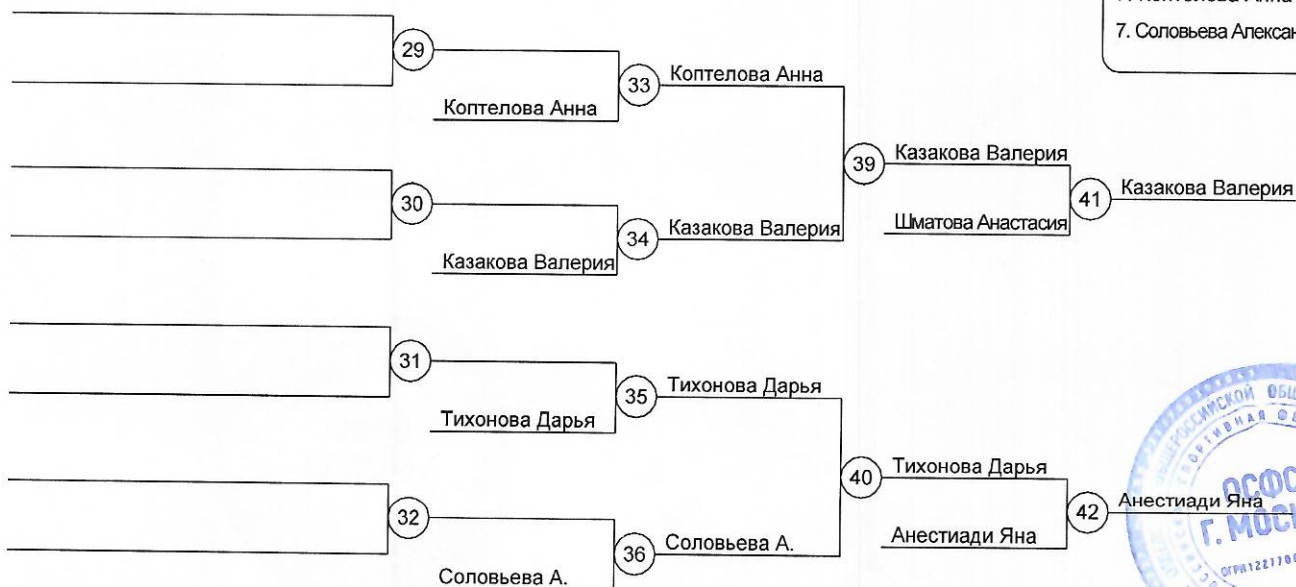 7. Соловьева
29
Коптелова Анна
33
Коптелова Анна
30
Казакова Валерия
34
Казакова Валерия
39
Казакова Валерия
Шматова Анастасия
41
Казакова Валерия
31
Тихонова Дарья
35
Тихонова Дарья
32
Соловьева А.
36
Соловьева А.
40
Тихонова Дарья
Анестиади Яна
42
Анестиади Яна